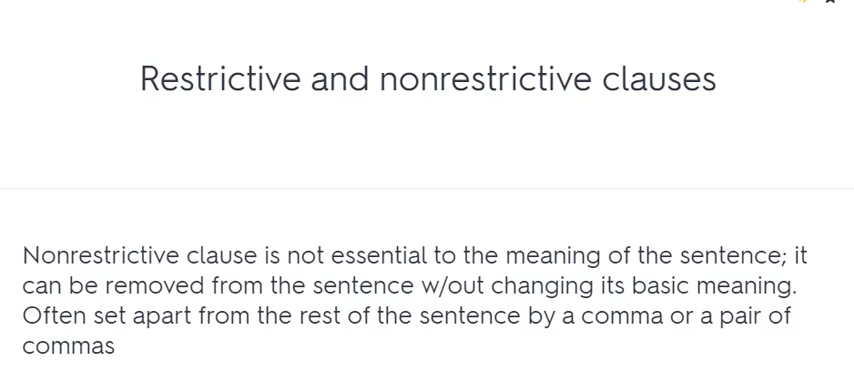 Restrictive and nonrestrictive clauses
Nonrestrictive clause is not essential to the meaning of the sentence; it
can be removed from the sentence w/out changing its basic meaning.
Often set apart from the rest of the sentence by a comma or a pair of
commas